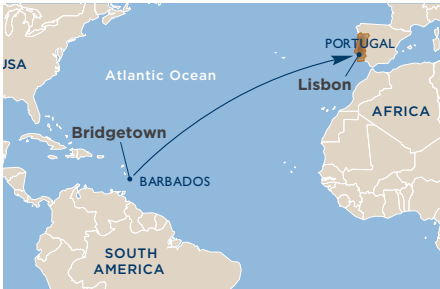 PORTUGAL
USA
Atlantic Ocean
Lisbon
AFRICA
Bridgetown
BARBADOS
SOUTH
AMERICA